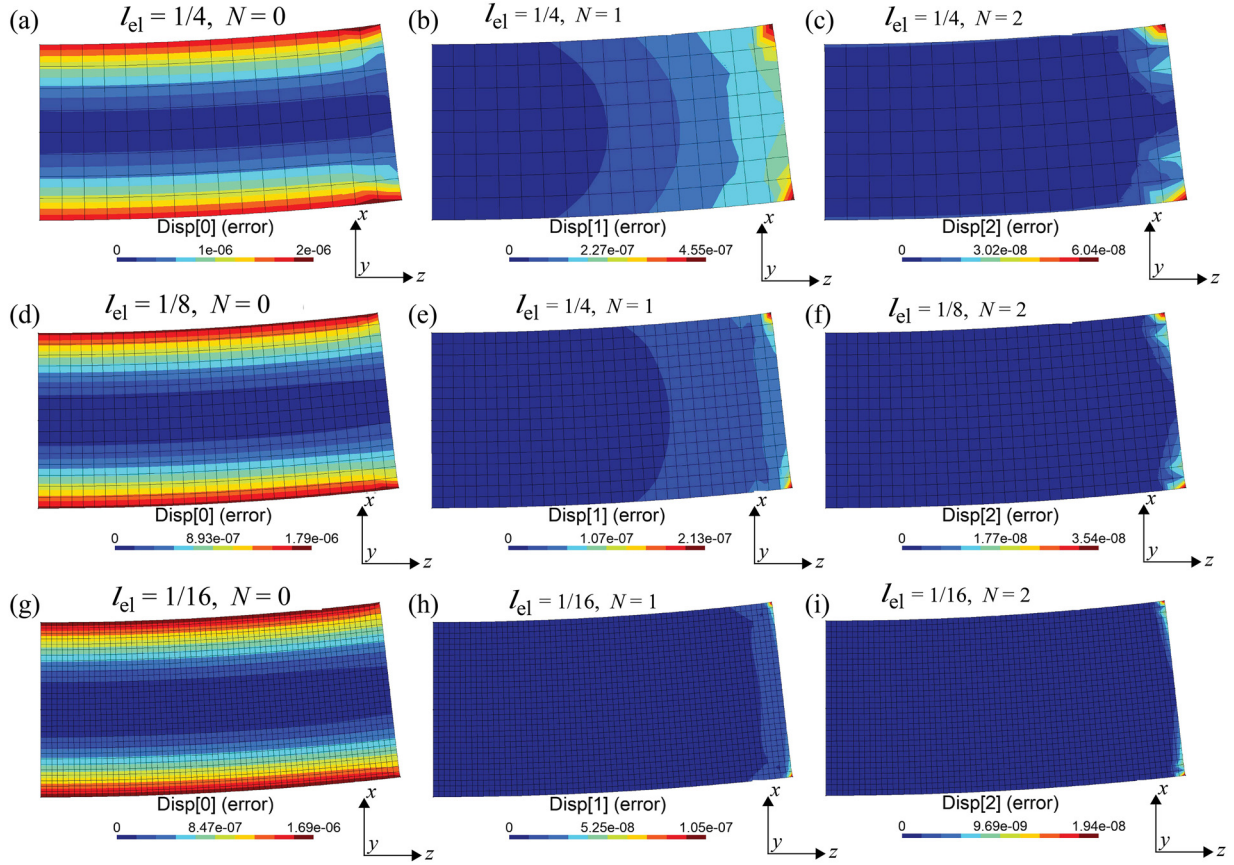 (a) l_el = 1/4, N = 0
(b) l_el = 1/4, N = 1
(c) l_el = 1/4, N = 2
Disp[0] (error)
0 1e-06 2e-06
x
y z
Disp[1] (error)
0 2.27e-07 4.55e-07
x
y z
Disp[2] (error)
0 3.02e-08 6.04e-08
x
y z
(d) l_el = 1/8, N = 0
(e) l_el = 1/4, N = 1
(f) l_el = 1/8, N = 2
Disp[0] (error)
0 8.93e-07 1.79e-06
x
y z
Disp[1] (error)
0 1.07e-07 2.13e-07
x
y z
Disp[2] (error)
0 1.77e-08 3.54e-08
x
y z
(g) l_el = 1/16, N = 0
(h) l_el = 1/16, N = 1
(i) l_el = 1/16, N = 2
Disp[0] (error)
0 8.47e-07 1.69e-06
x
y z
Disp[1] (error)
0 5.25e-08 1.05e-07
x
y z
Disp[2] (error)
0 9.69e-09 1.94e-08
x
y z